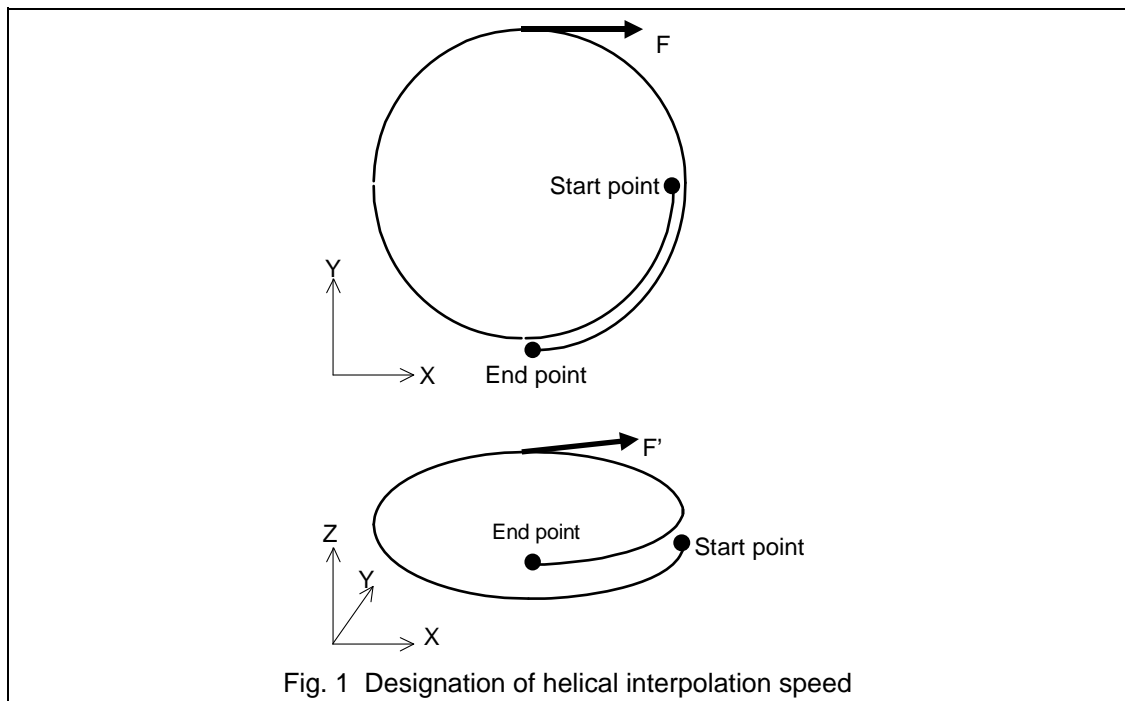 F
Start point
Y
X
End point
F'
End point
Start point
Z
Y
X
Fig. 1 Designation of helical interpolation speed